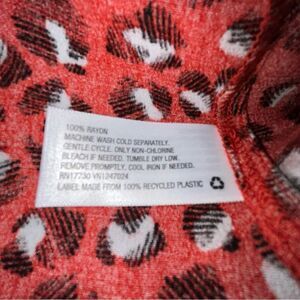 100% RAYON
MACHINE WASH COLD SEPARATELY.
GENTLE CYCLE. ONLY NON-CHLORINE
BLEACH IF NEEDED. TUMBLE DRY LOW.
REMOVE PROMPTLY. COOL IRON IF NEEDED.
RN17730 VN1247024
LABEL MADE FROM 100% RECYCLED PLASTIC